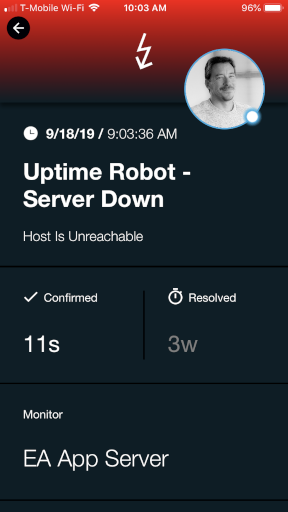 T-Mobile Wi-Fi 10:03 AM 96%
9/18/19 / 9:03:36 AM
Uptime Robot -
Server Down
Host Is Unreachable
Confirmed Resolved
11s 3w
Monitor
EA App Server